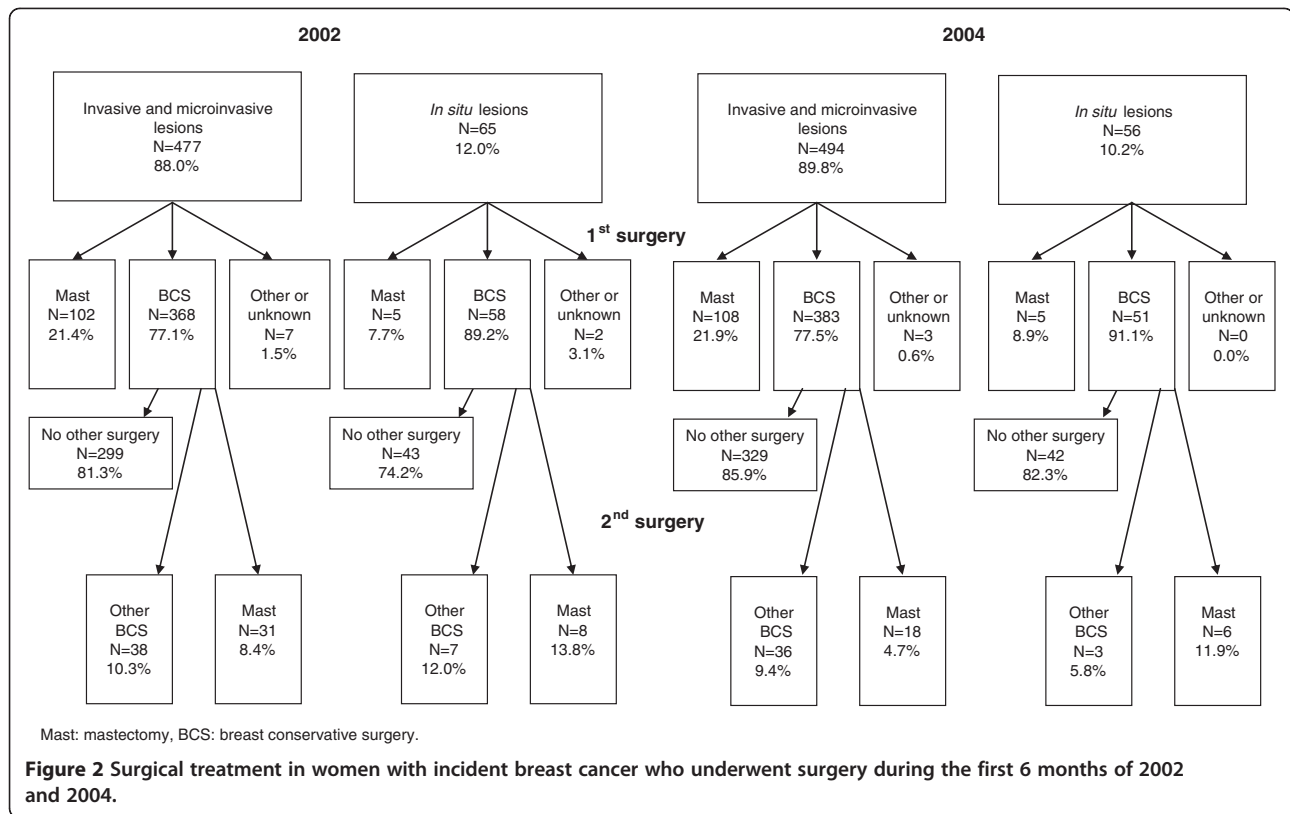 2002
2004
Invasive and microinvasive
lesions
N=477
88.0%
In situ lesions
N=65
12.0%
Invasive and microinvasive
lesions
N=494
89.8%
In situ lesions
N=56
10.2%
1st surgery
Mast
N=102
21.4%
BCS
N=368
77.1%
Other or
unknown
N=7
1.5%
Mast
N=5
7.7%
BCS
N=58
89.2%
Other or
unknown
N=2
3.1%
Mast
N=108
21.9%
BCS
N=383
77.5%
Other or
unknown
N=3
0.6%
Mast
N=5
8.9%
BCS
N=51
91.1%
Other or
unknown
N=0
0.0%
No other surgery
N=299
81.3%
No other surgery
N=43
74.2%
No other surgery
N=329
85.9%
No other surgery
N=42
82.3%
2nd surgery
Other
BCS
N=38
10.3%
Mast
N=31
8.4%
Other
BCS
N=7
12.0%
Mast
N=8
13.8%
Other
BCS
N=36
9.4%
Mast
N=18
4.7%
Other
BCS
N=3
5.8%
Mast
N=6
11.9%
Mast: mastectomy, BCS: breast conservative surgery.
Figure 2 Surgical treatment in women with incident breast cancer who underwent surgery during the first 6 months of 2002
and 2004.